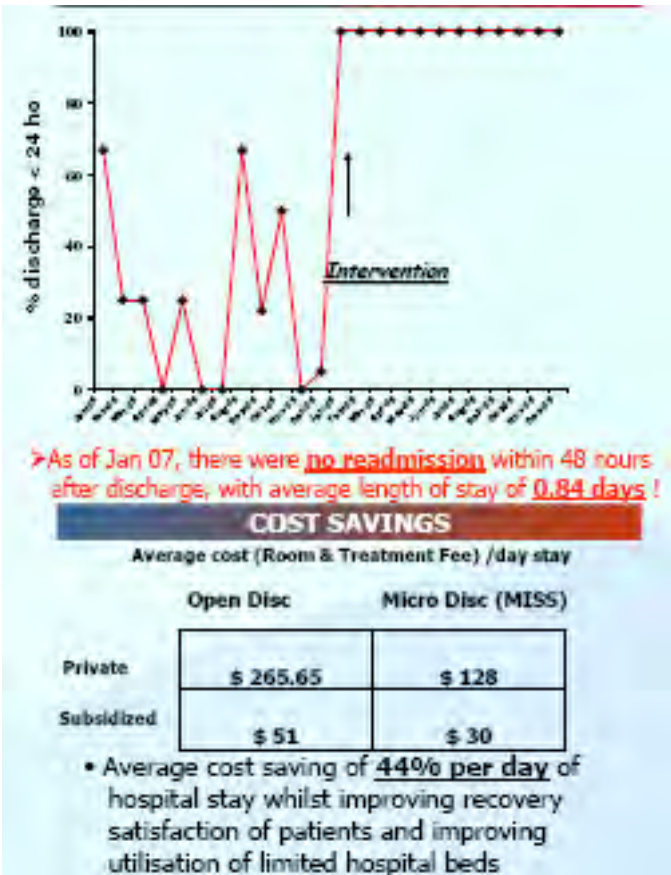 100
80
60
40
20
0
% discharge < 24 ho
Intervention
➢As of Jan 07, there were no readmission within 48 hours
after discharge, with average length of stay of 0.84 days !
COST SAVINGS
Average cost (Room & Treatment Fee) /day stay
Open Disc Micro Disc (MISS)
Private $ 265.65 $ 128
Subsidized $ 51 $ 30
• Average cost saving of 44% per day of
hospital stay whilst improving recovery
satisfaction of patients and improving
utilisation of limited hospital beds